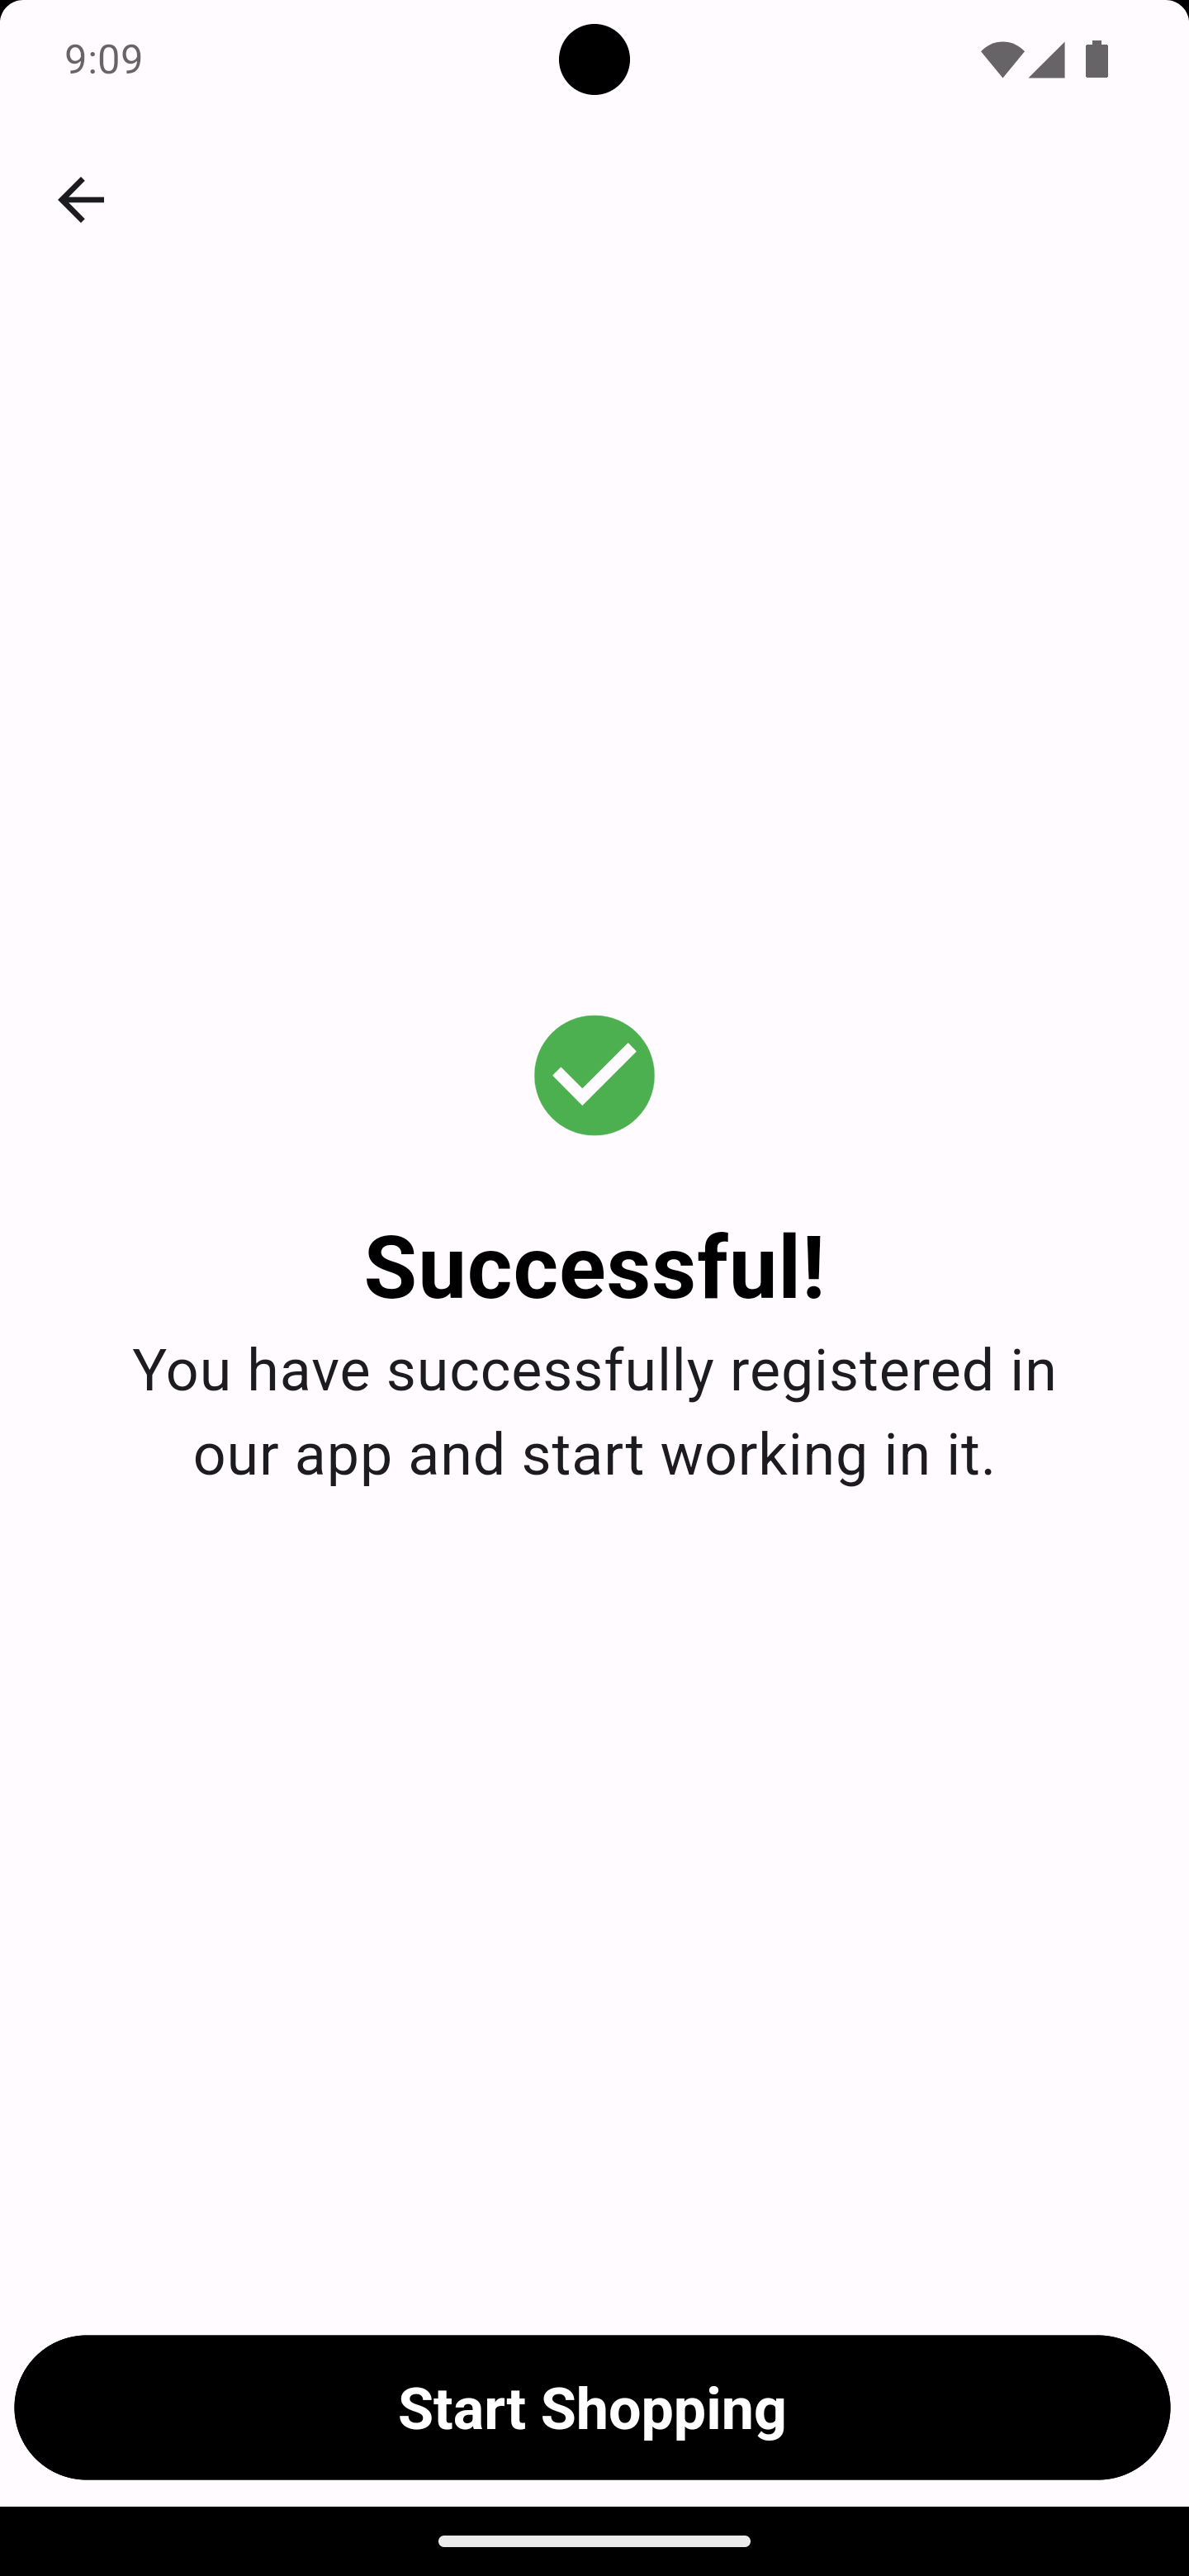 9:09
Successful!
You have successfully registered in
our app and start working in it.
Start Shopping